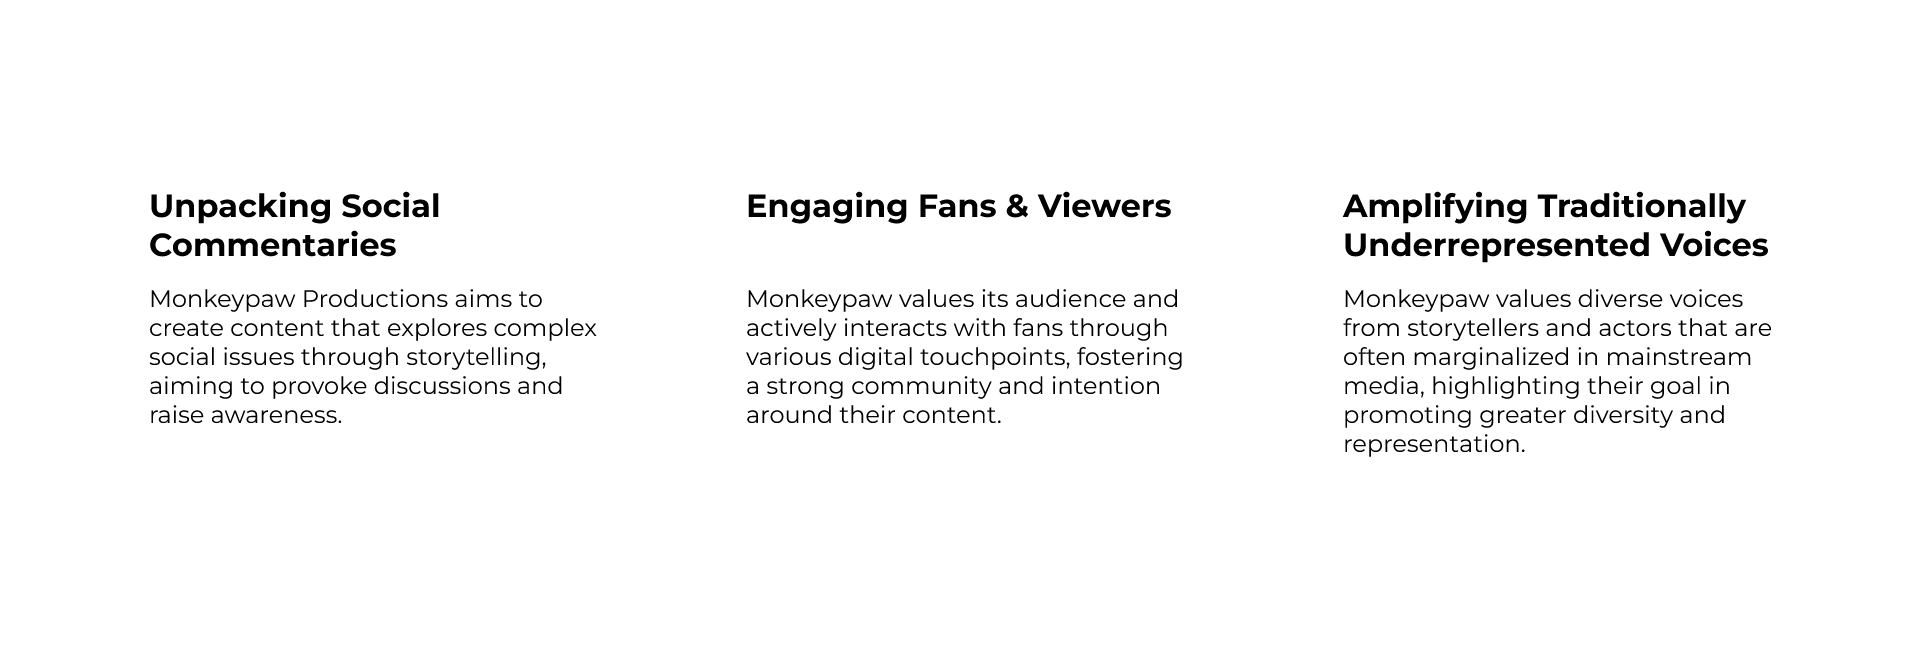 Unpacking Social
Commentaries
Monkeypaw Productions aims to
create content that explores complex
social issues through storytelling,
aiming to provoke discussions and
raise awareness.
Engaging Fans & Viewers
Monkeypaw values its audience and
actively interacts with fans through
various digital touchpoints, fostering
a strong community and intention
around their content.
Amplifying Traditionally
Underrepresented Voices
Monkeypaw values diverse voices
from storytellers and actors that are
often marginalized in mainstream
media, highlighting their goal in
promoting greater diversity and
representation.